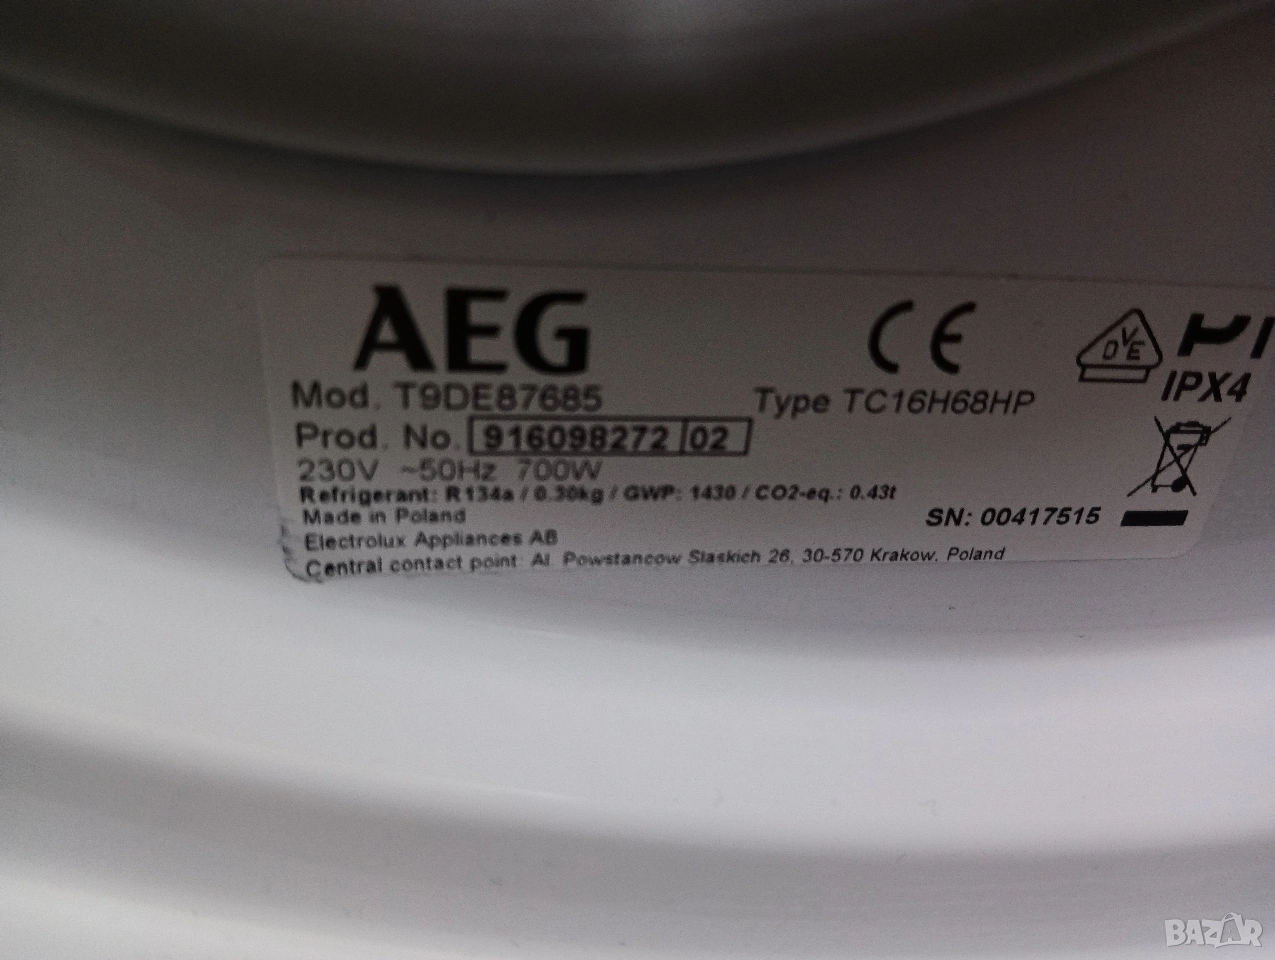 AEG
Mod. T9DE87685
Type TC16H68HP
DVE
IPX4
Prod. No. 916098272 02
230V ~50Hz 700W
Refrigerant: R134a / 0.30kg / GWP: 1430 / CO2-eq.: 0.43t
Made in Poland
SN: 00417515
Electrolux Appliances AB
Central contact point: Al. Powstancow Slaskich 26, 30-570 Krakow, Poland
BAZAR